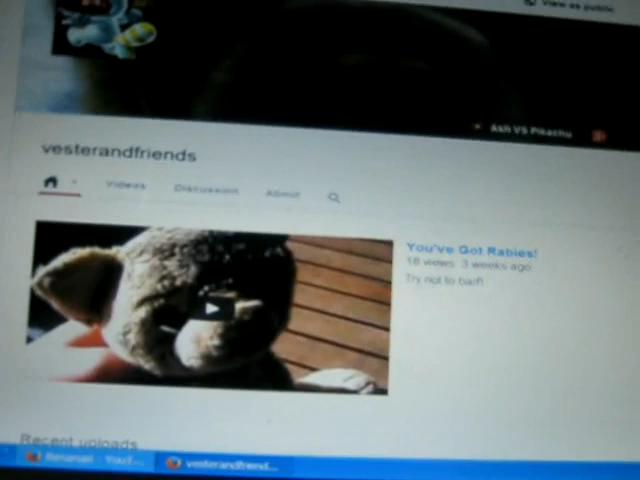 View as public
Ash VS Pikachu
vesterandfriends
Videos Discussion About
You've Got Rabies!
18 views 3 weeks ago
Try not to barf!
Recent uploads
vesterandfriend...